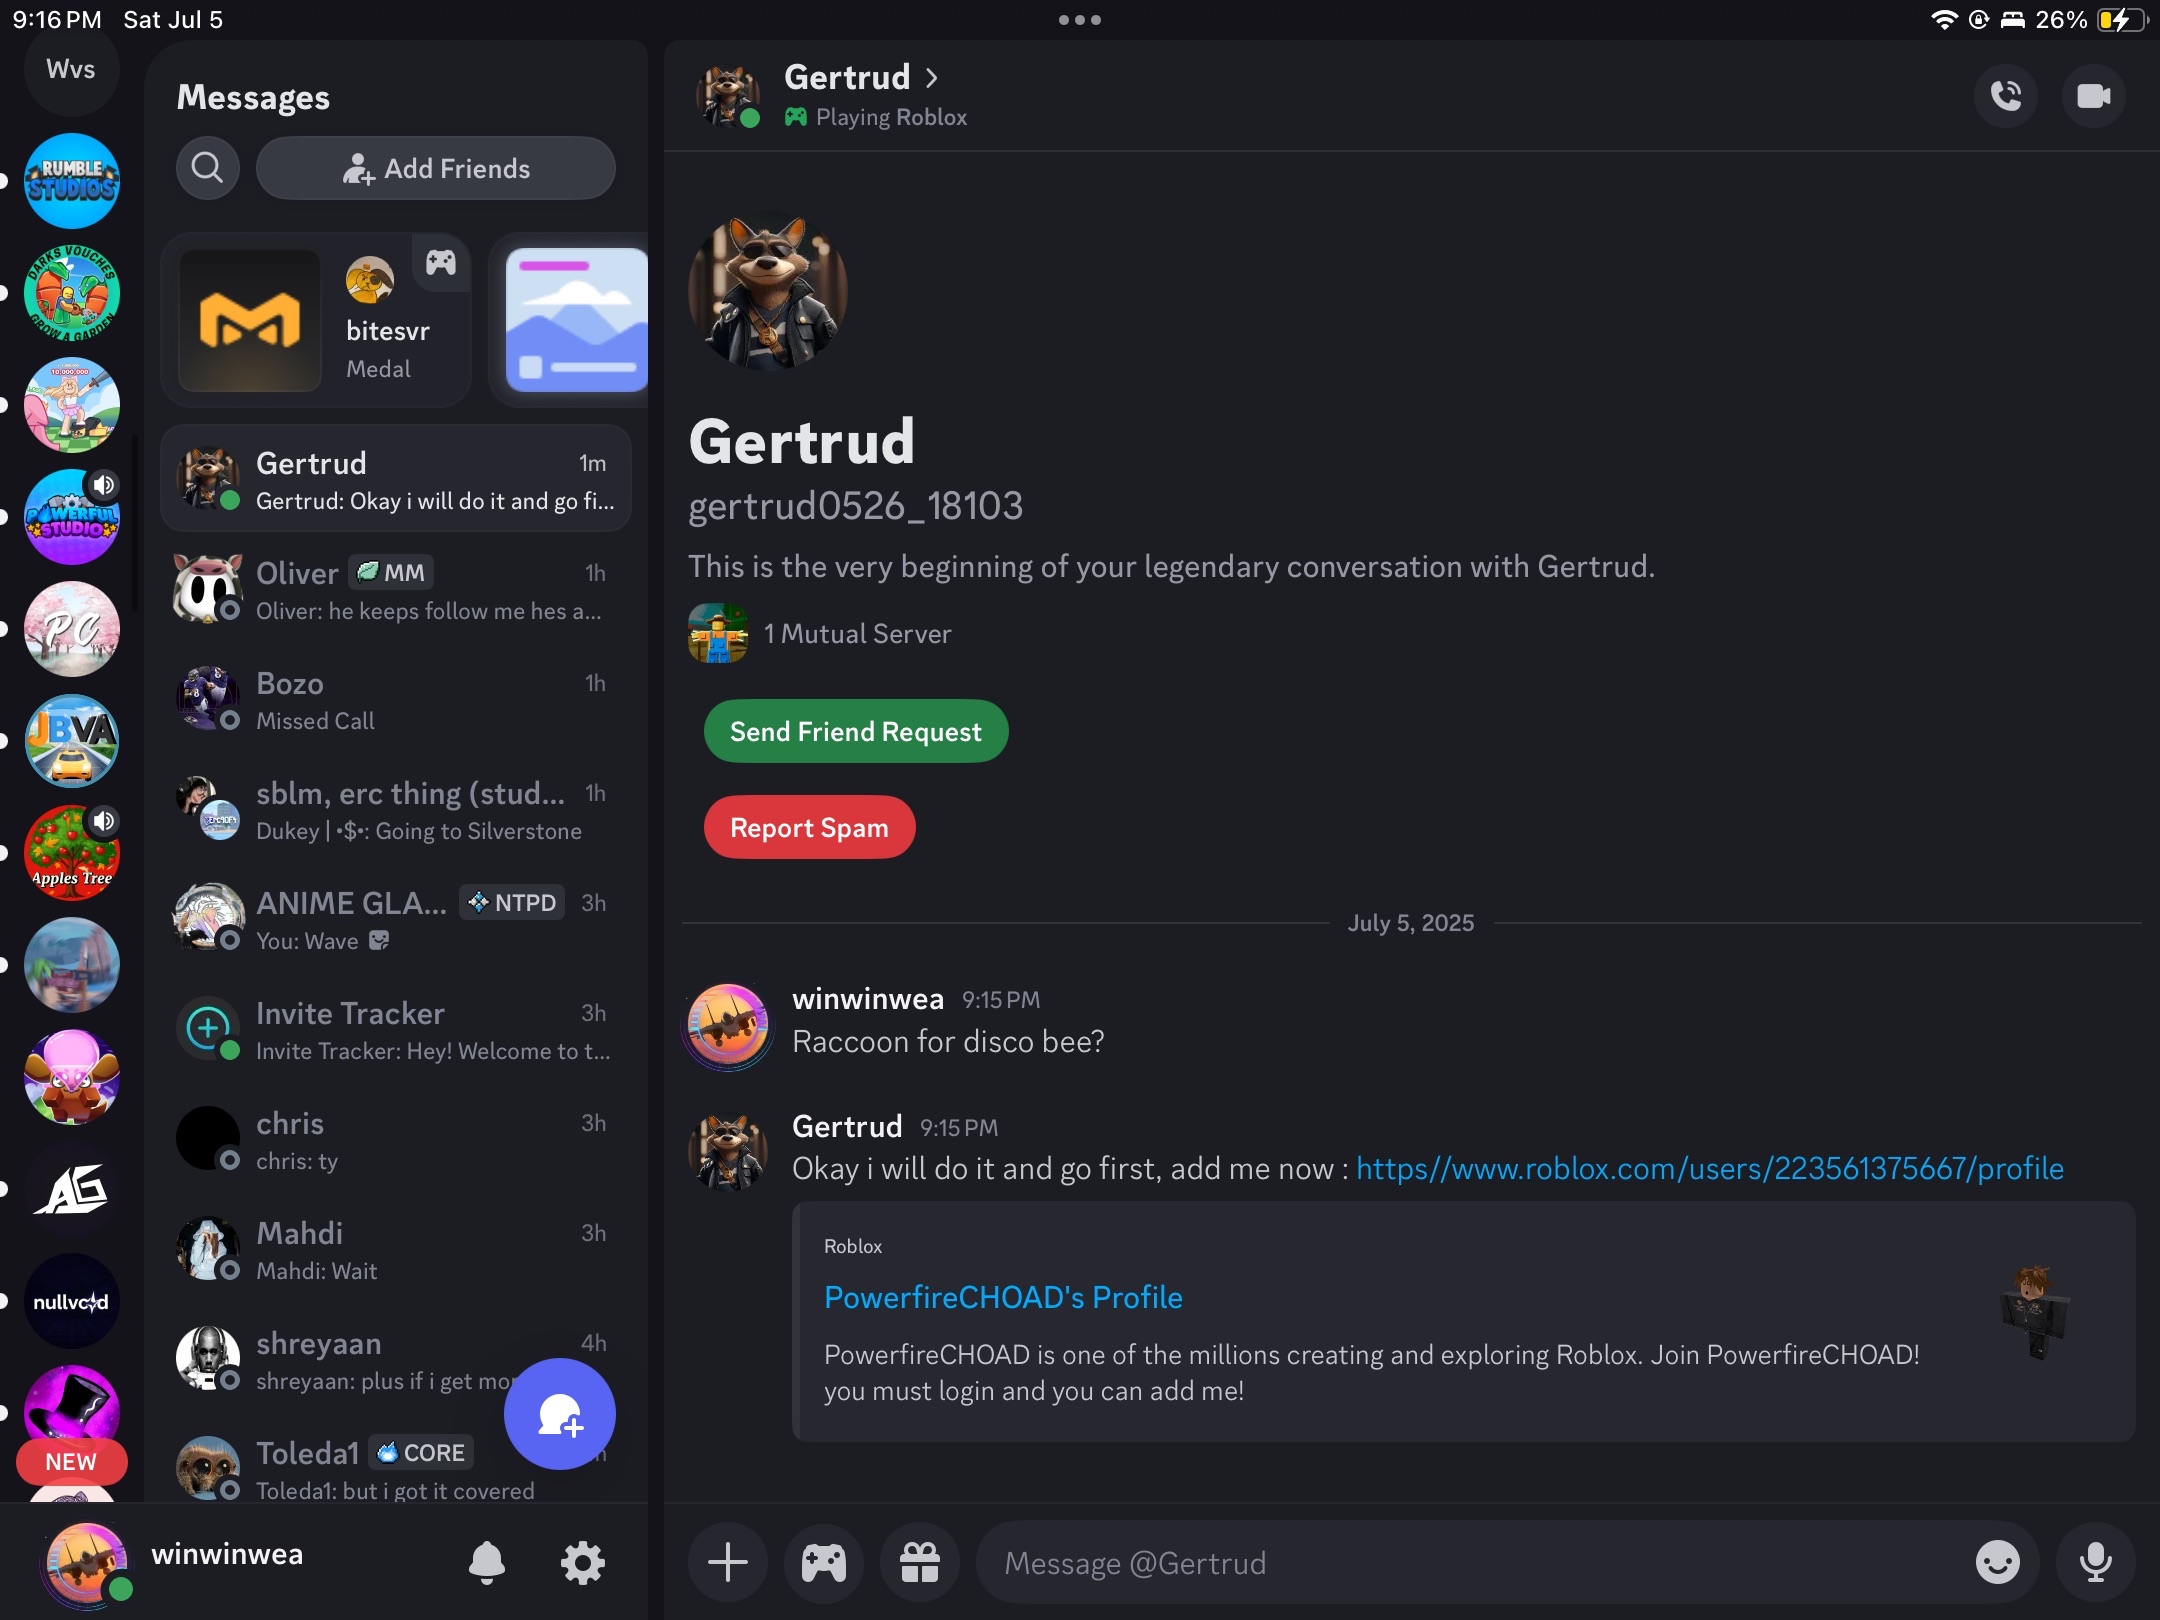 9:16 PM Sat Jul 5
26%
Wvs
RUMBLE
STUDIOS
DARKS VOUCHES
GROW A GARDEN
10,000,000
POWERFUL
STUDIO
PC
JBVA
Apples Tree
AG
nullvoid
NEW
Messages
Add Friends
bitesvr
Medal
Gertrud 1m
Gertrud: Okay i will do it and go fi...
Oliver MM 1h
Oliver: he keeps follow me hes a...
Bozo 1h
Missed Call
sblm, erc thing (stud... 1h
Dukey | •$•: Going to Silverstone
ANIME GLA... NTPD 3h
You: Wave
Invite Tracker 3h
Invite Tracker: Hey! Welcome to t...
chris 3h
chris: ty
Mahdi 3h
Mahdi: Wait
shreyaan 4h
shreyaan: plus if i get mor
Toleda1 CORE
Toleda1: but i got it covered
winwinwea
Gertrud
Playing Roblox
Gertrud
gertrud0526_18103
This is the very beginning of your legendary conversation with Gertrud.
1 Mutual Server
Send Friend Request
Report Spam
July 5, 2025
winwinwea 9:15 PM
Raccoon for disco bee?
Gertrud 9:15 PM
Okay i will do it and go first, add me now : https//www.roblox.com/users/223561375667/profile
Roblox
PowerfireCHOAD's Profile
PowerfireCHOAD is one of the millions creating and exploring Roblox. Join PowerfireCHOAD!
you must login and you can add me!
Message @Gertrud